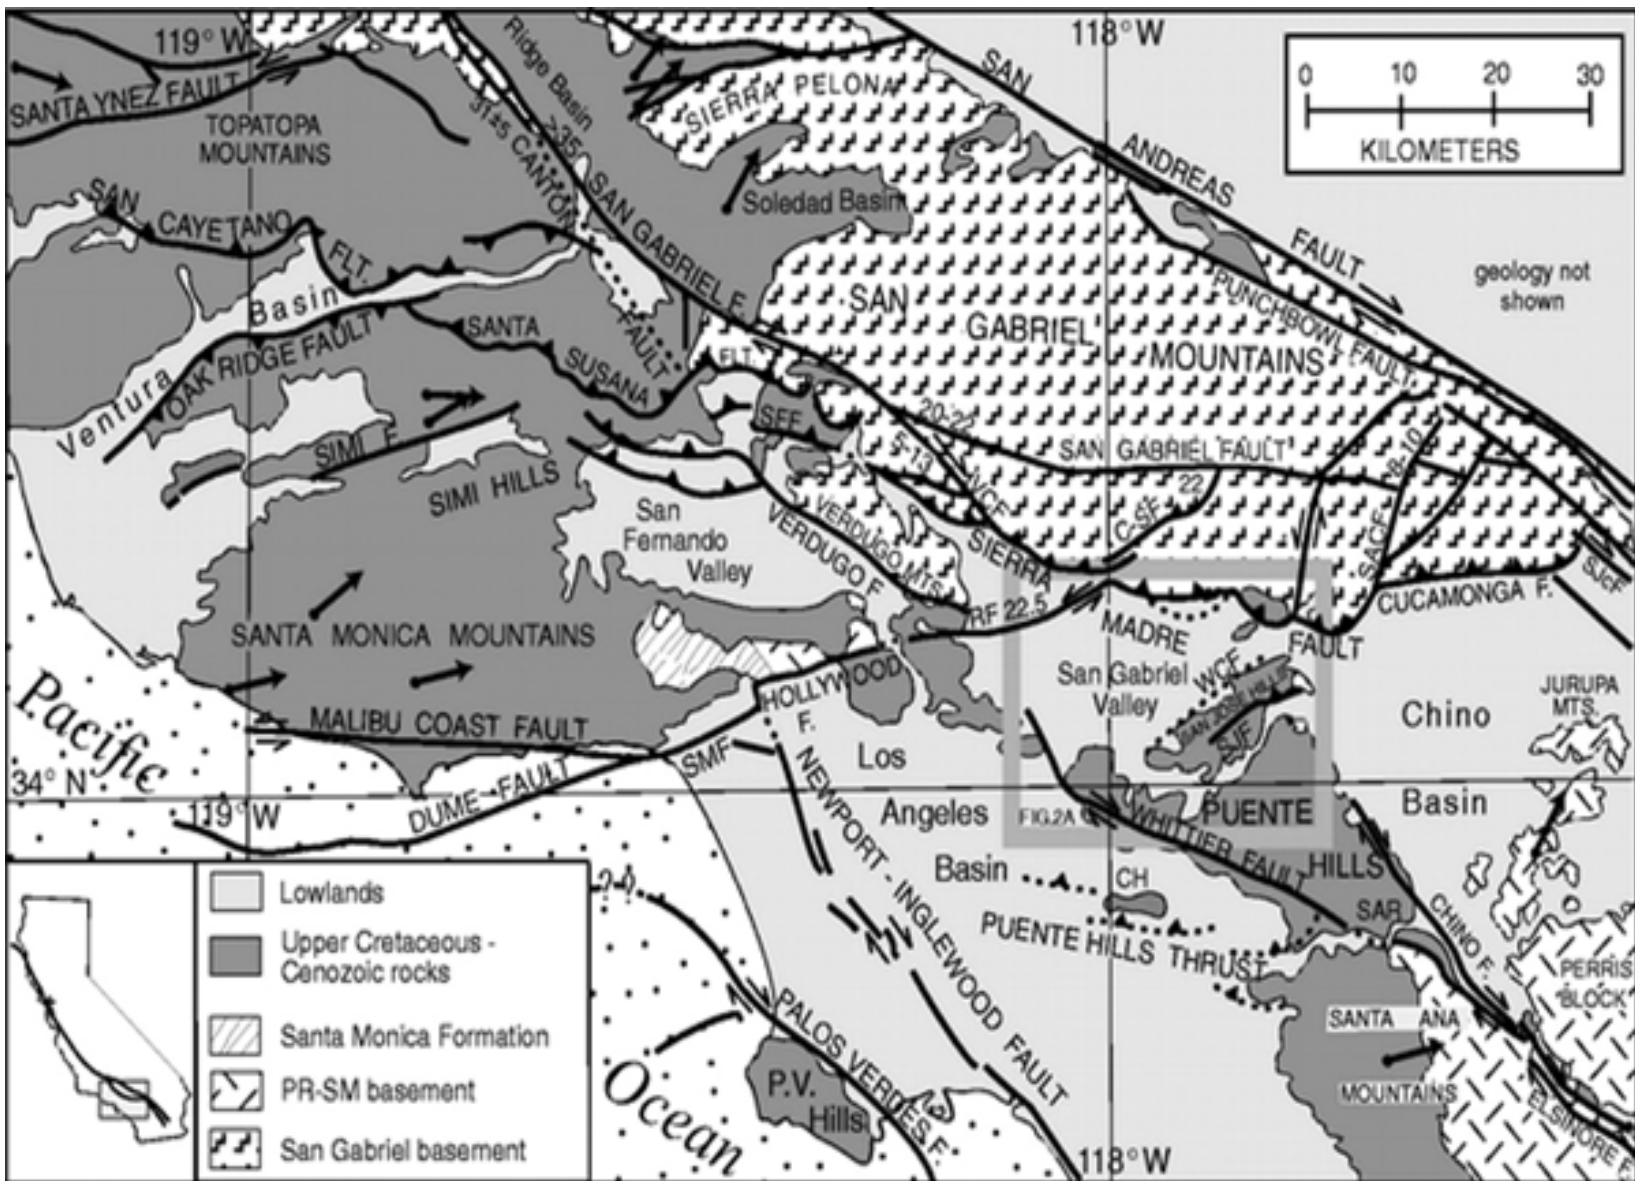 119° W
118° W
Ridge Basin
SAN
0 10 20 30
KILOMETERS
SANTA YNEZ FAULT
SIERRA PELONA
TOPATOPA
MOUNTAINS
31±5 CANTON
≥35
ANDREAS
SAN
CAYETANO
FLT.
SAN GABRIEL F.
Soledad Basin
FAULT
geology not
shown
Basin
Ventura
OAK RIDGE FAULT
SANTA
SUSANA
FAULT
FLT.
SAN
GABRIEL
MOUNTAINS
PUNCHBOWL FAULT
SIMI F.
SFF
20-22
5-13
SAN GABRIEL FAULT
22
8-10
SIMI HILLS
San
Fernando
Valley
VERDUGO F.
VERDUGO MTS.
VCF
SIERRA
C-SF
SACF
SJcF
CUCAMONGA F.
RF 22.5
MADRE
FAULT
SANTA MONICA MOUNTAINS
HOLLYWOOD
F.
San Gabriel
Valley
WCF
SAN JOSE HILLS
SJF
Chino
JURUPA
MTS.
Pacific
MALIBU COAST FAULT
SMF
Los
34° N
119° W
DUME FAULT
NEWPORT - INGLEWOOD FAULT
Angeles
FIG.2A
WHITTIER FAULT
PUENTE
HILLS
Basin
Basin
CH
PUENTE HILLS THRUST
SAR
CHINO F.
PERRIS
BLOCK
SANTA ANA
MOUNTAINS
ELSINORE F.
?
?
PALOS VERDES F.
P.V.
Hills
Ocean
118° W
Lowlands
Upper Cretaceous -
Cenozoic rocks
Santa Monica Formation
PR-SM basement
San Gabriel basement